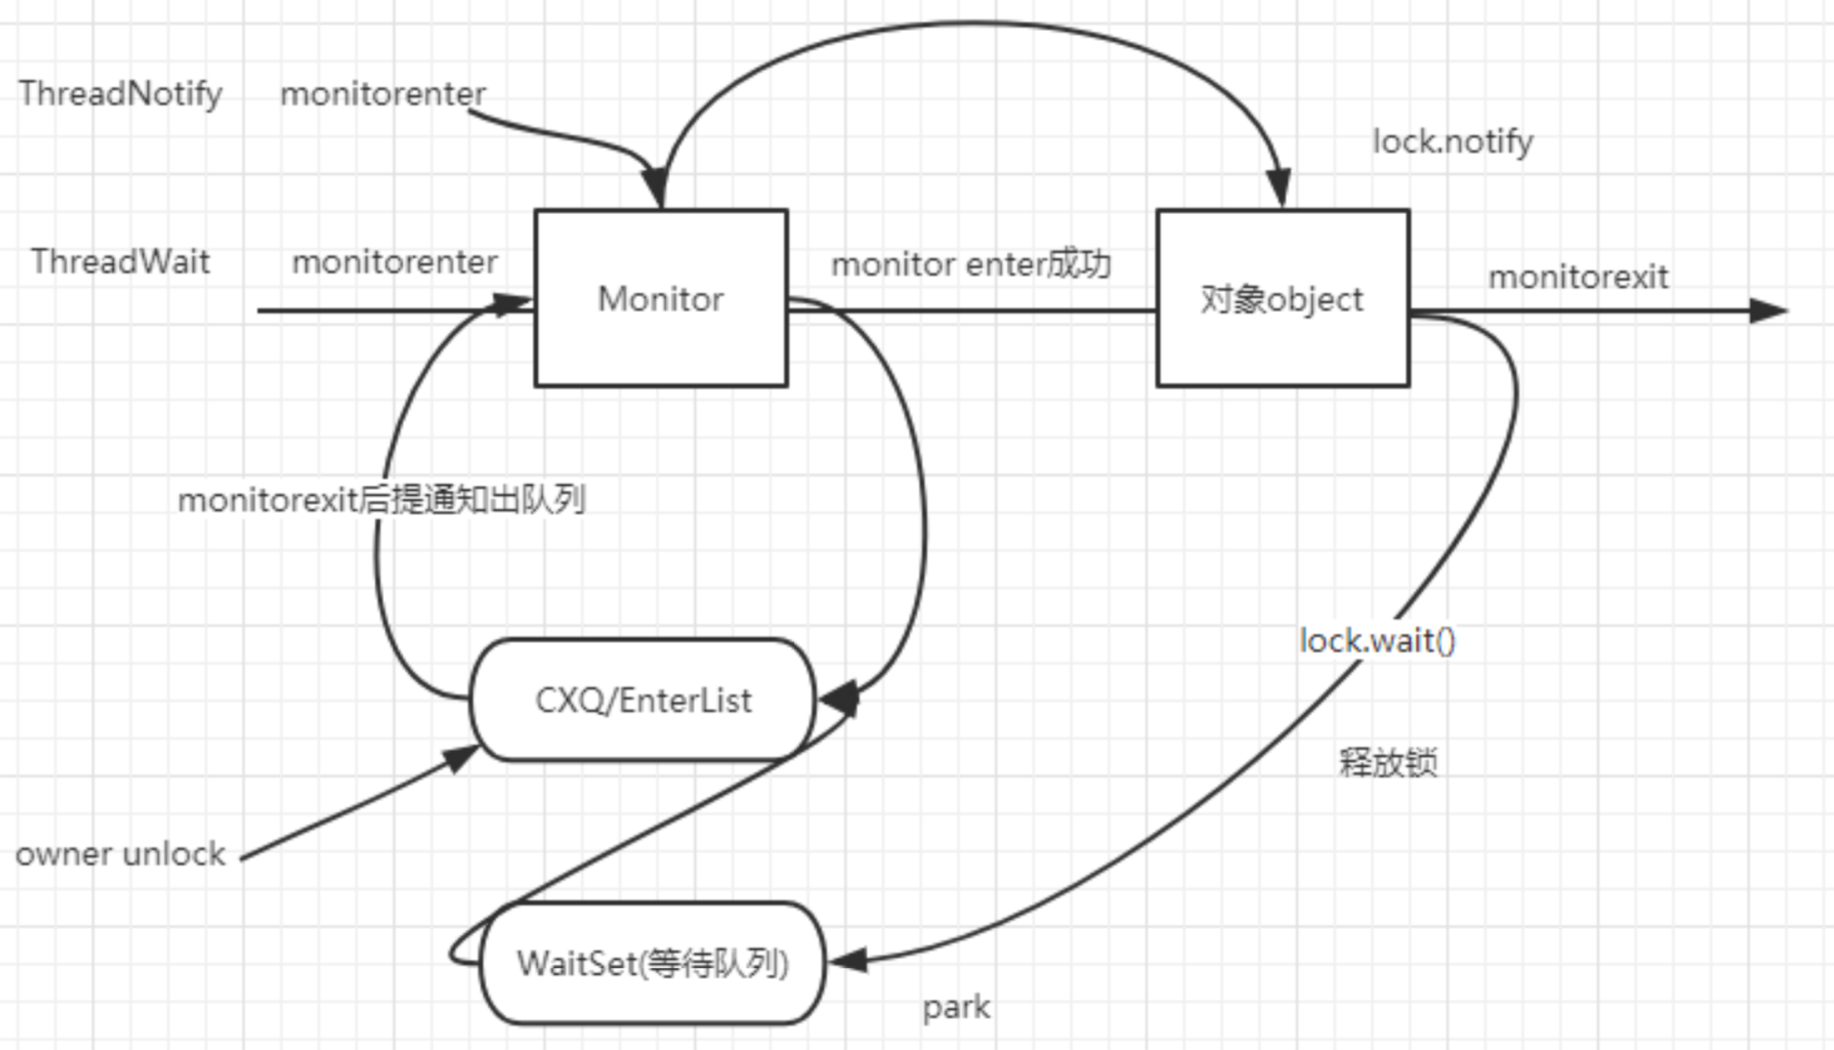 ThreadNotify monitorenter
lock.notify
ThreadWait monitorenter
monitor enter成功
monitorexit
Monitor
对象object
monitorexit后提通知出队列
lock.wait()
CXQ/EnterList
释放锁
owner unlock
WaitSet(等待队列)
park